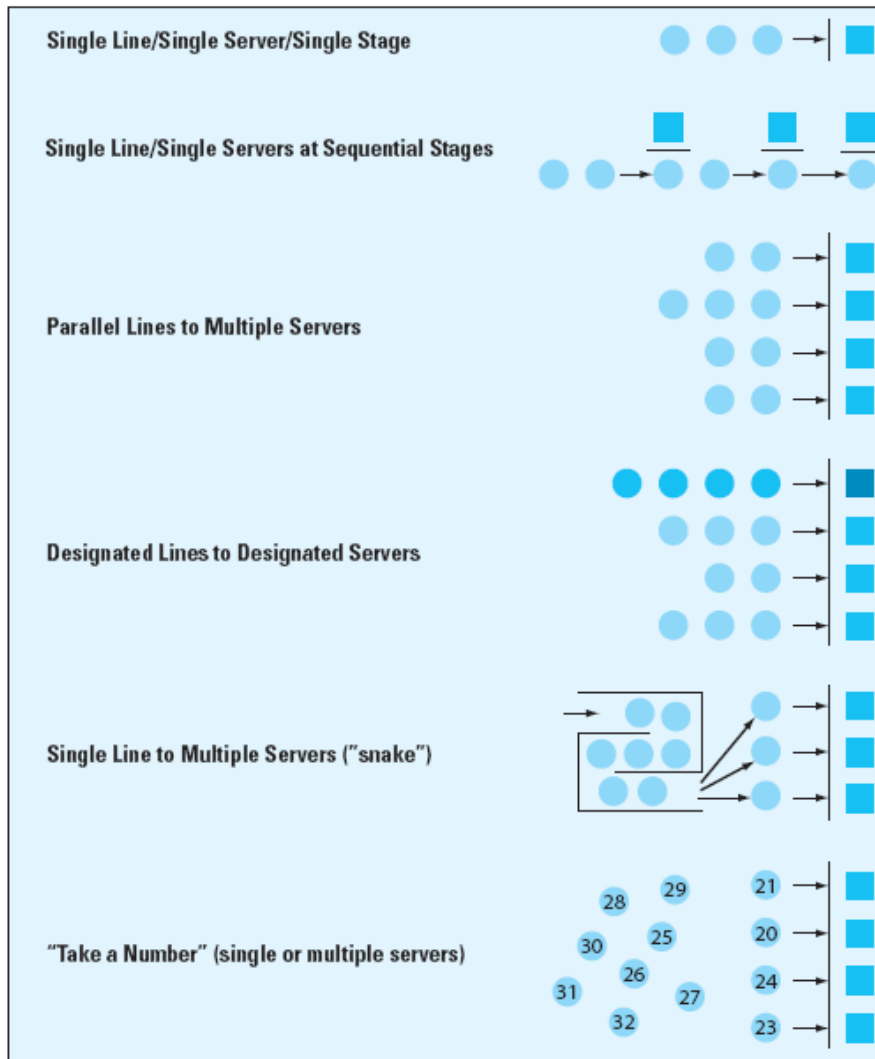 Single Line/Single Server/Single Stage
Single Line/Single Servers at Sequential Stages
Parallel Lines to Multiple Servers
Designated Lines to Designated Servers
Single Line to Multiple Servers ("snake")
"Take a Number" (single or multiple servers)
28
29
21
30
25
20
31
26
27
24
32
23